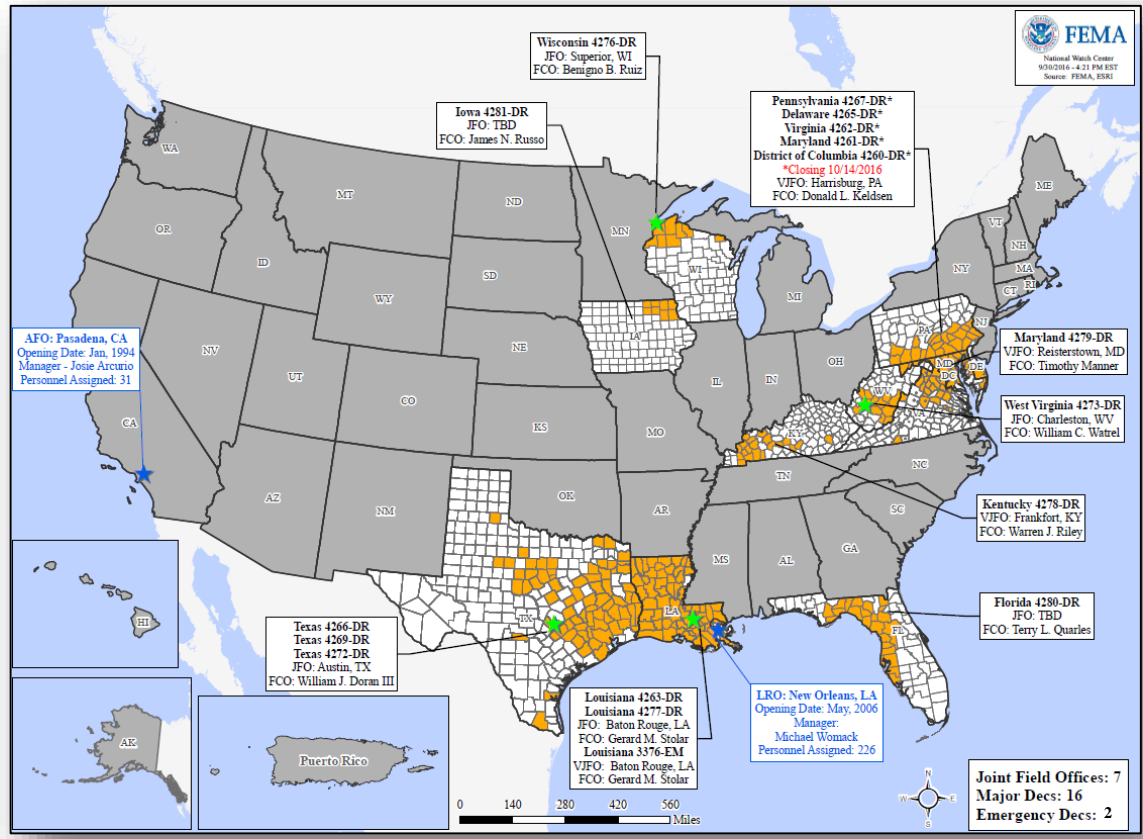 FEMA
National Watch Center
9/30/2016 - 4:21 PM EST
Source: FEMA, ESRI
Wisconsin 4276-DR
JFO: Superior, WI
FCO: Benigno B. Ruiz
Iowa 4281-DR
JFO: TBD
FCO: James N. Russo
Pennsylvania 4267-DR*
Delaware 4265-DR*
Virginia 4262-DR*
Maryland 4261-DR*
District of Columbia 4260-DR*
*Closing 10/14/2016
VJFO: Harrisburg, PA
FCO: Donald L. Keldsen
WA
MT
ND
MN
ME
VT
NH
OR
ID
SD
WI
NY
MA
CT
RI
WY
MI
AFO: Pasadena, CA
Opening Date: Jan, 1994
Manager - Josie Arcurio
Personnel Assigned: 31
NV
UT
NE
IA
PA
NJ
Maryland 4279-DR
VJFO: Reisterstown, MD
FCO: Timothy Manner
IL
IN
OH
MD
DC
DE
CA
CO
KS
MO
WV
VA
KY
West Virginia 4273-DR
JFO: Charleston, WV
FCO: William C. Watrel
AZ
NM
OK
AR
TN
NC
SC
Kentucky 4278-DR
VJFO: Frankfort, KY
FCO: Warren J. Riley
MS
AL
GA
HI
TX
LA
FL
Florida 4280-DR
JFO: TBD
FCO: Terry L. Quarles
Texas 4266-DR
Texas 4269-DR
Texas 4272-DR
JFO: Austin, TX
FCO: William J. Doran III
Louisiana 4263-DR
Louisiana 4277-DR
JFO: Baton Rouge, LA
FCO: Gerard M. Stolar
Louisiana 3376-EM
VJFO: Baton Rouge, LA
FCO: Gerard M. Stolar
LRO: New Orleans, LA
Opening Date: May, 2006
Manager:
Michael Womack
Personnel Assigned: 226
AK
Puerto Rico
N
W
E
S
0 140 280 420 560
Miles
Joint Field Offices: 7
Major Decs: 16
Emergency Decs: 2